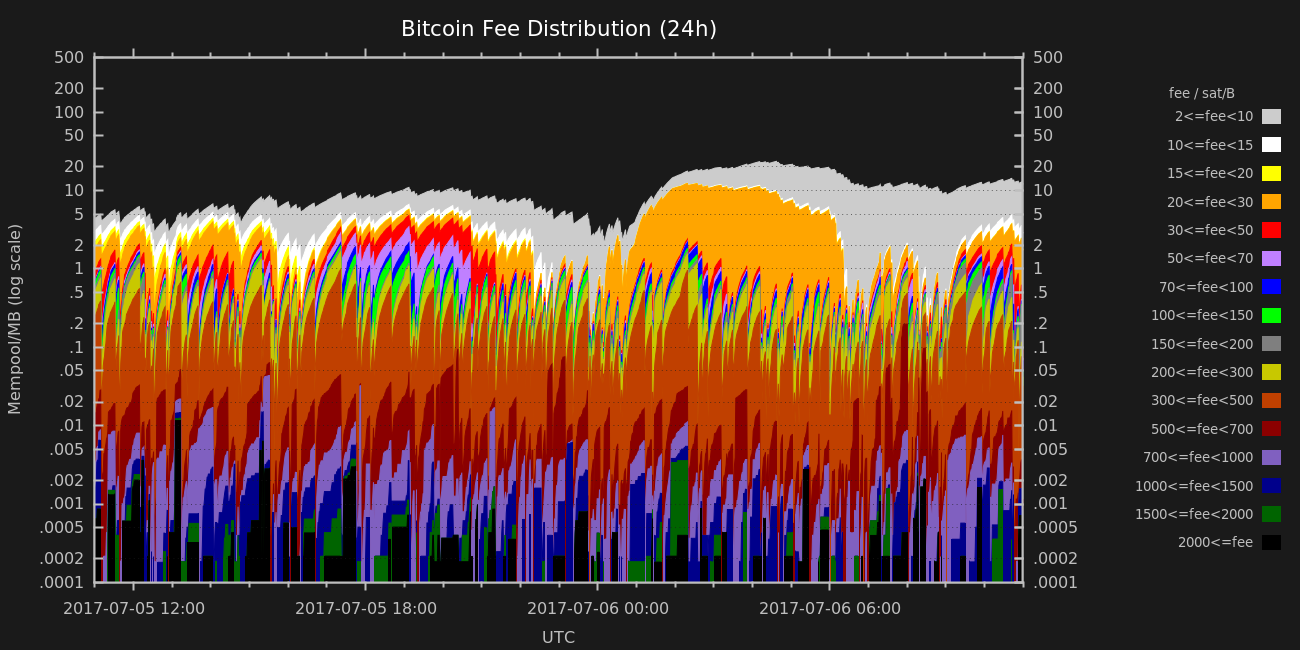 Bitcoin Fee Distribution (24h)
500
200
100
50
20
10
5
2
1
.5
.2
.1
.05
.02
.01
.005
.002
.001
.0005
.0002
.0001
Mempool/MB (log scale)
500
200
100
50
20
10
5
2
1
.5
.2
.1
.05
.02
.01
.005
.002
.001
.0005
.0002
.0001
2017-07-05 12:00
2017-07-05 18:00
2017-07-06 00:00
2017-07-06 06:00
UTC
fee / sat/B
2<=fee<10
10<=fee<15
15<=fee<20
20<=fee<30
30<=fee<50
50<=fee<70
70<=fee<100
100<=fee<150
150<=fee<200
200<=fee<300
300<=fee<500
500<=fee<700
700<=fee<1000
1000<=fee<1500
1500<=fee<2000
2000<=fee